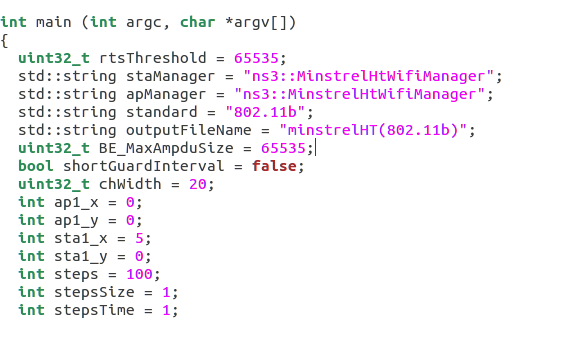 int main (int argc, char *argv[])
{
  uint32_t rtsThreshold = 65535;
  std::string staManager = "ns3::MinstrelHtWifiManager";
  std::string apManager = "ns3::MinstrelHtWifiManager";
  std::string standard = "802.11b";
  std::string outputFileName = "minstrelHT(802.11b)";
  uint32_t BE_MaxAmpduSize = 65535;
  bool shortGuardInterval = false;
  uint32_t chWidth = 20;
  int ap1_x = 0;
  int ap1_y = 0;
  int sta1_x = 5;
  int sta1_y = 0;
  int steps = 100;
  int stepsSize = 1;
  int stepsTime = 1;